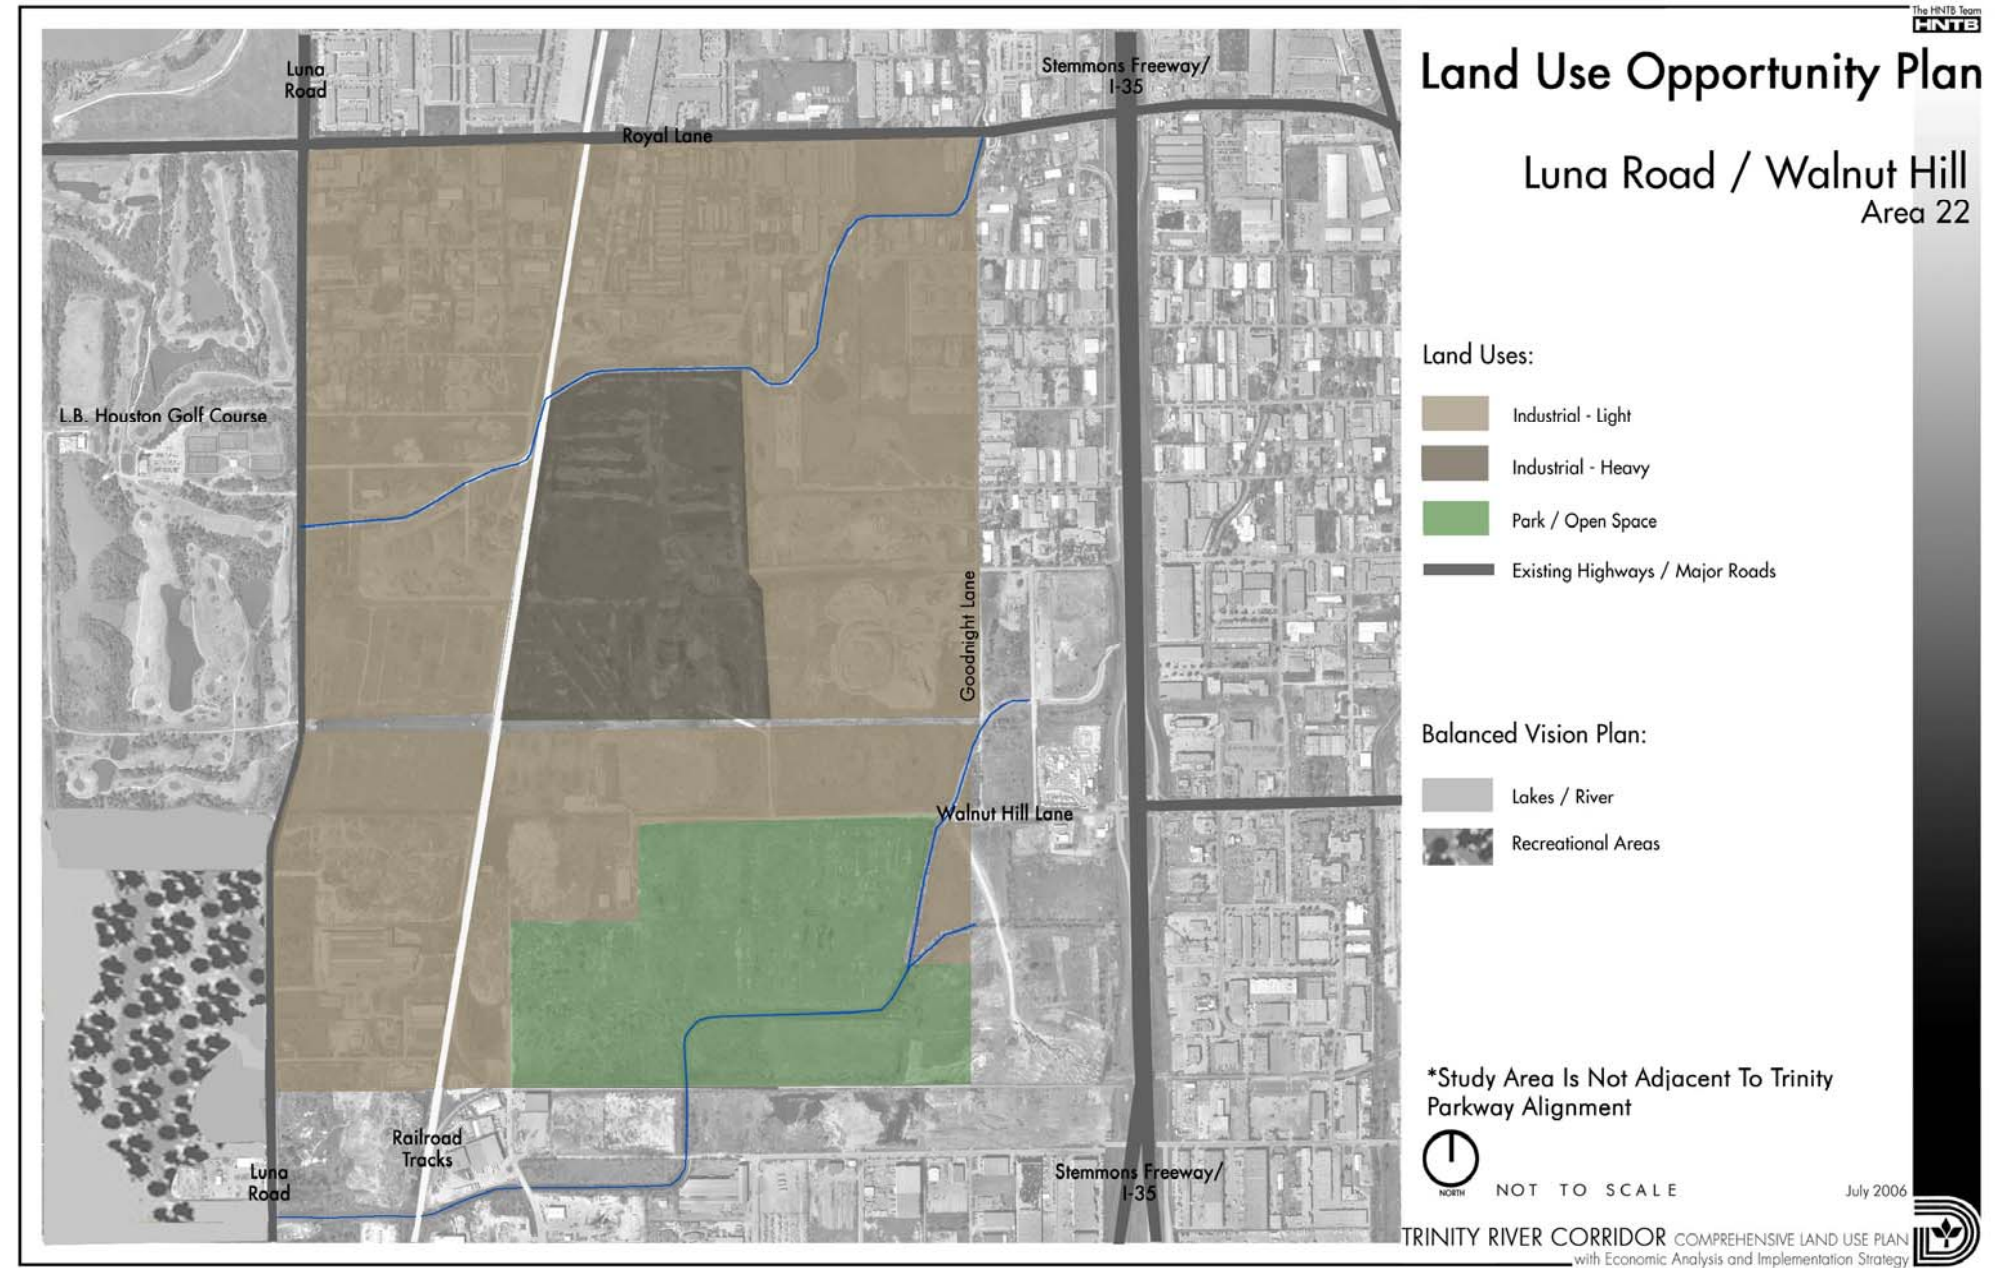 The HNTB Team
HNTB
Land Use Opportunity Plan
Luna Road / Walnut Hill
Area 22
Luna
Road
Stemmons Freeway/
I-35
Royal Lane
L.B. Houston Golf Course
Goodnight Lane
Walnut Hill Lane
Railroad
Tracks
Luna
Road
Stemmons Freeway/
I-35
Land Uses:
Industrial - Light
Industrial - Heavy
Park / Open Space
Existing Highways / Major Roads
Balanced Vision Plan:
Lakes / River
Recreational Areas
*Study Area Is Not Adjacent To Trinity
Parkway Alignment
NORTH
NOT TO SCALE
July 2006
TRINITY RIVER CORRIDOR COMPREHENSIVE LAND USE PLAN
with Economic Analysis and Implementation Strategy